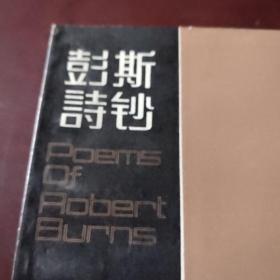 彭斯
詩钞
Poems
Of
Robert
Burns